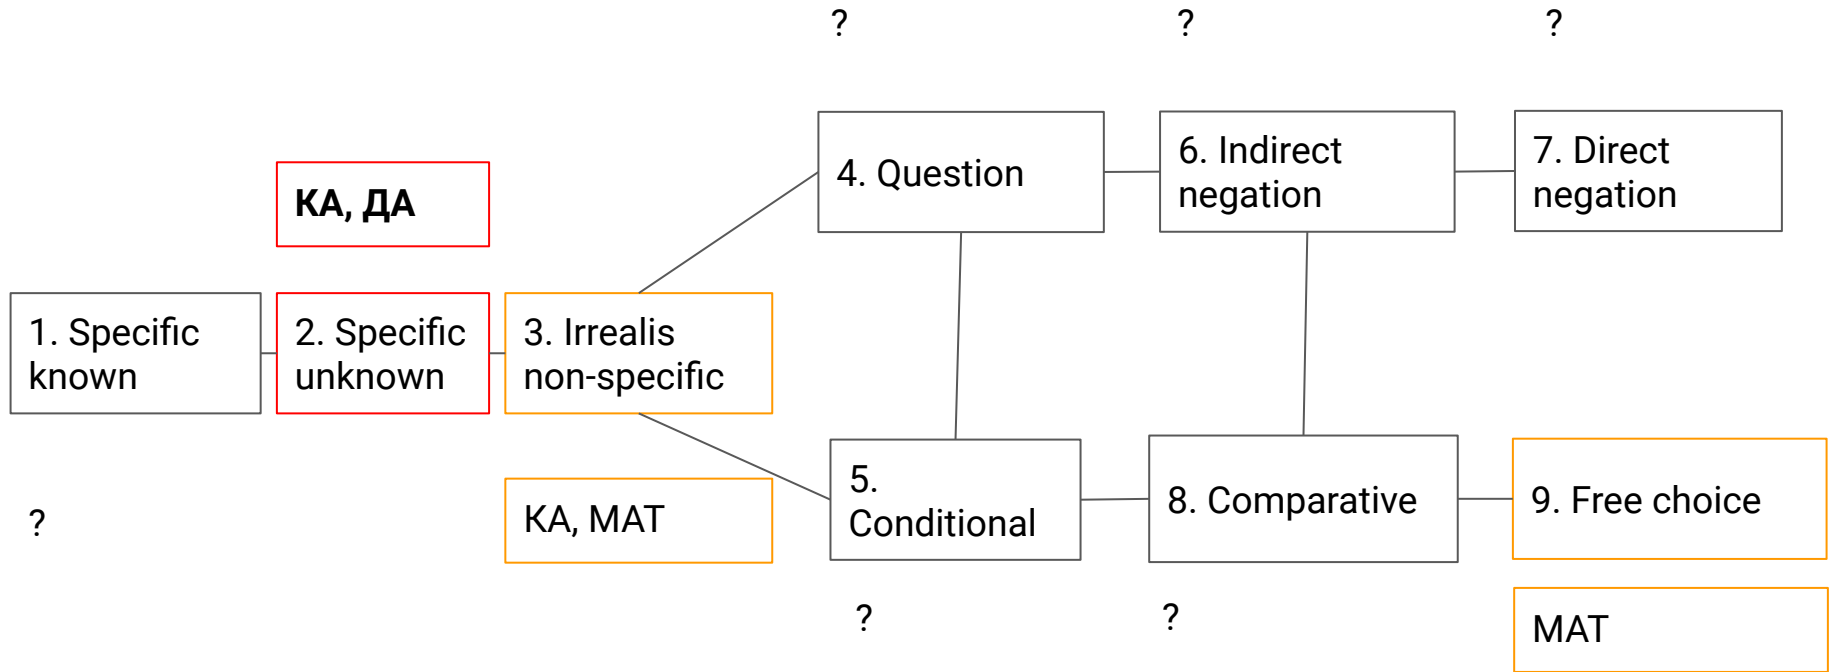 ?
?
?
4. Question
6. Indirect
negation
7. Direct
negation
КА, ДА
1. Specific
known
2. Specific
unknown
3. Irrealis
non-specific
?
КА, МАТ
5.
Conditional
8. Comparative
9. Free choice
?
?
МАТ